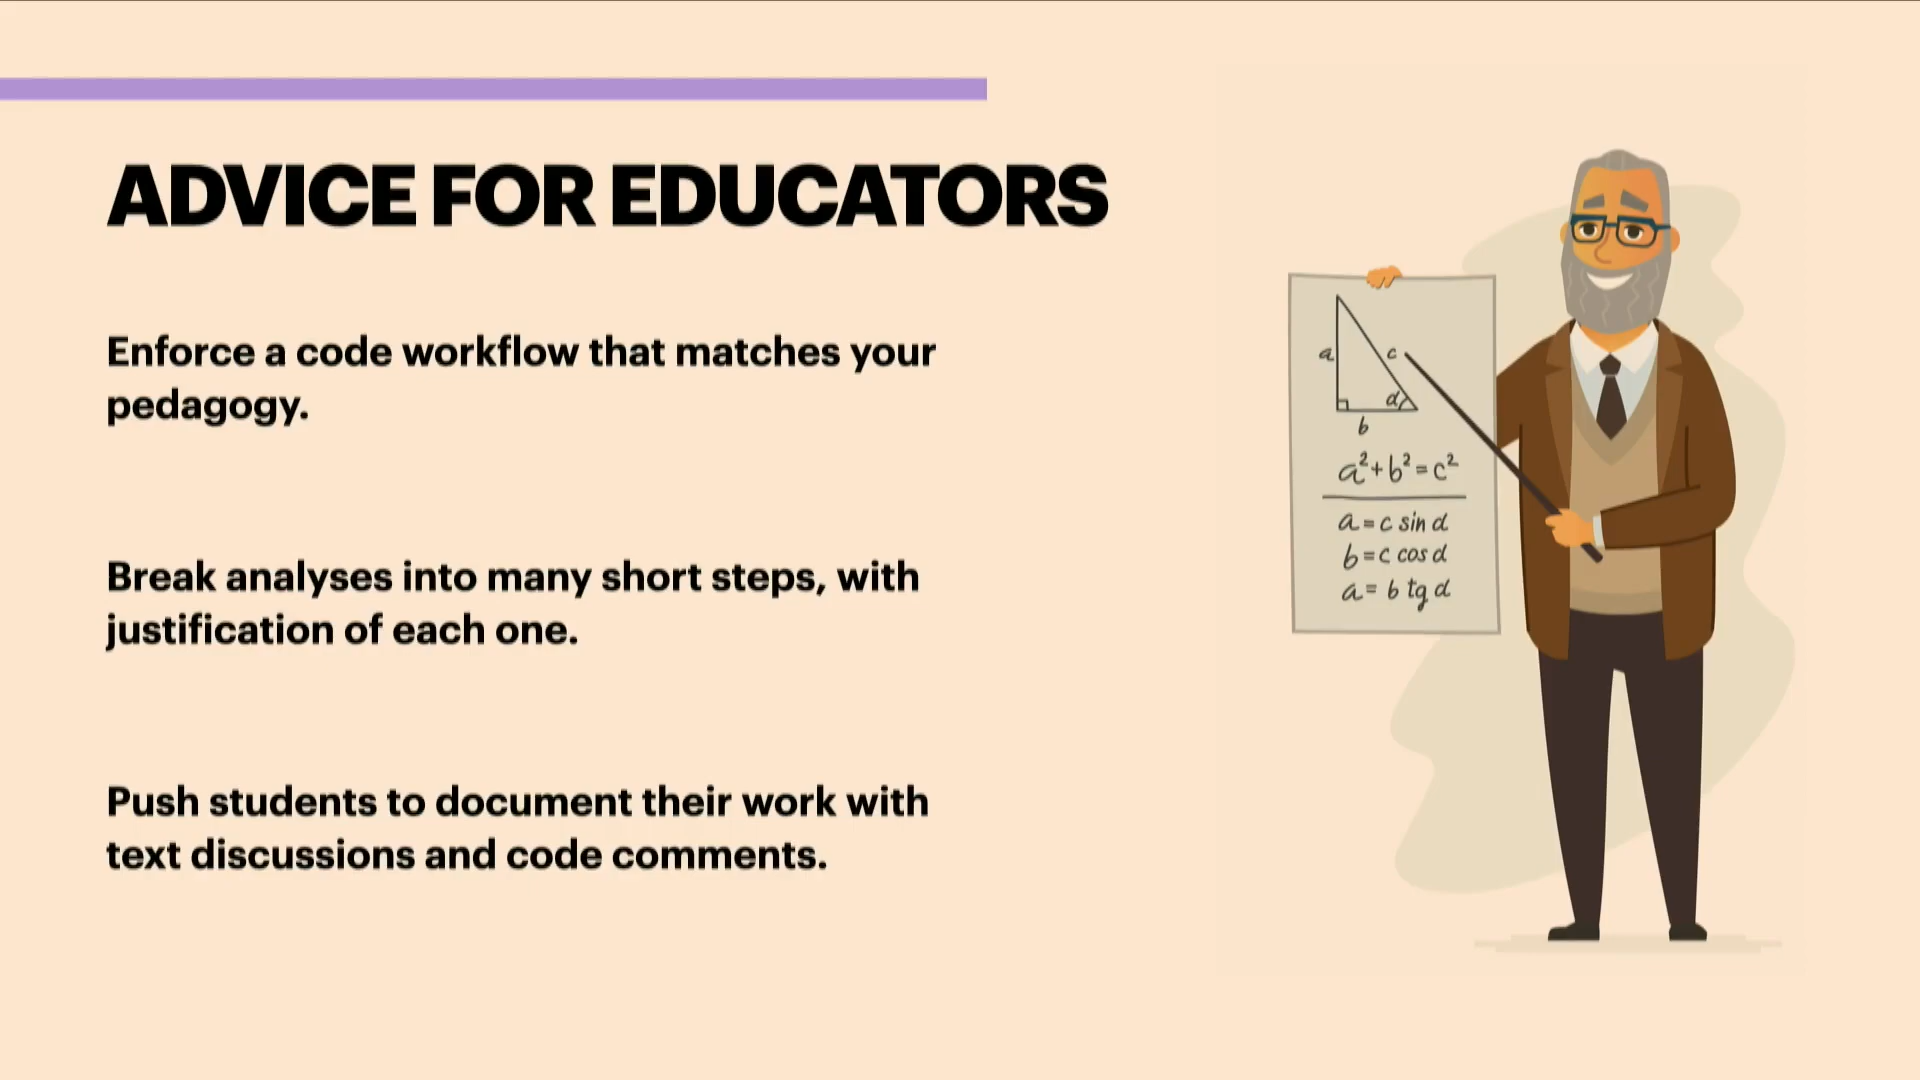 ADVICE FOR EDUCATORS
Enforce a code workflow that matches your
pedagogy.
Break analyses into many short steps, with
justification of each one.
Push students to document their work with
text discussions and code comments.
a
c
d
b
a²+b²=c²
a=c sin d
b=c cos d
a= b tg d